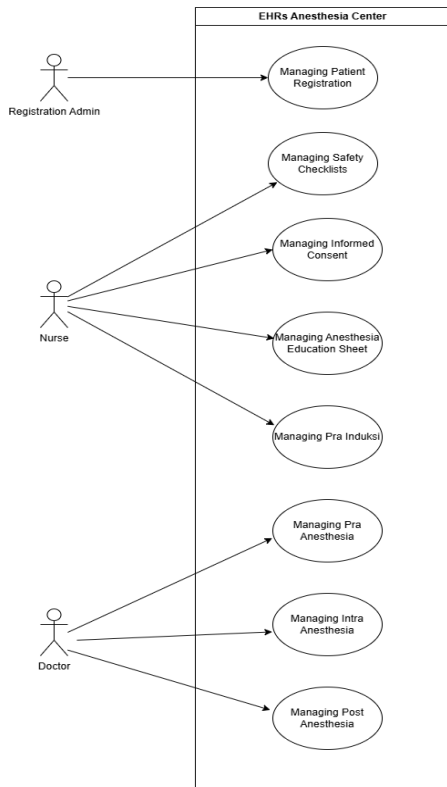 EHRs Anesthesia Center
Managing Patient
Registration
Registration Admin
Managing Safety
Checklists
Managing Informed
Consent
Nurse
Managing Anesthesia
Education Sheet
Managing Pra Induksi
Managing Pra
Anesthesia
Managing Intra
Anesthesia
Doctor
Managing Post
Anesthesia